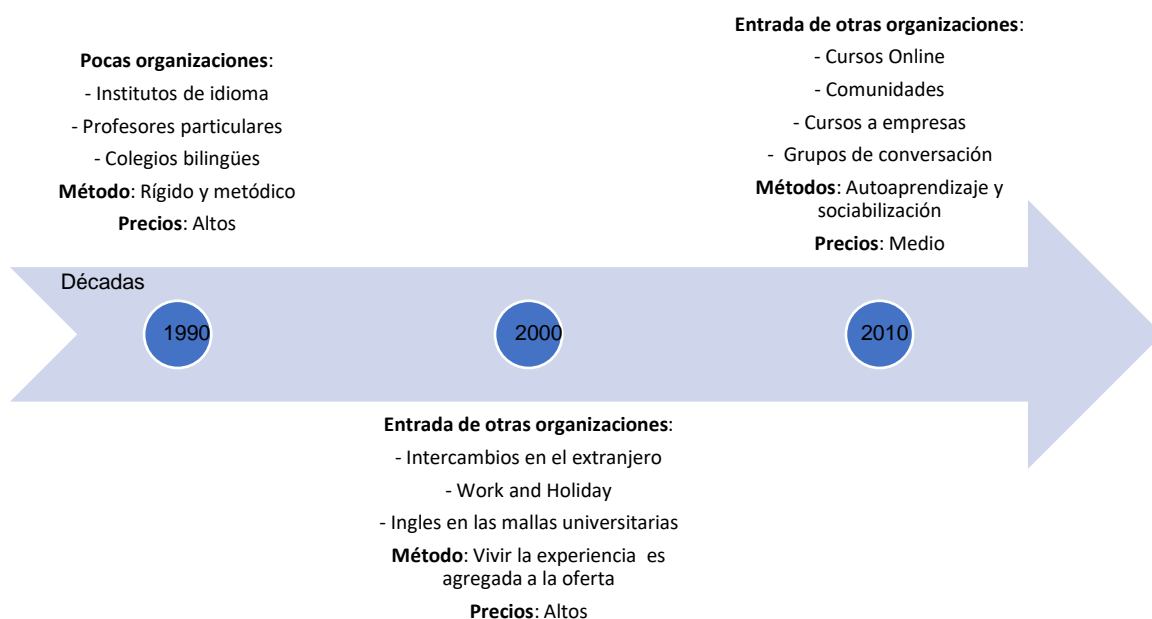 Pocas organizaciones:
- Institutos de idioma
- Profesores particulares
- Colegios bilingües
Método: Rígido y metódico
Precios: Altos
Entrada de otras organizaciones:
- Cursos Online
- Comunidades
- Cursos a empresas
- Grupos de conversación
Métodos: Autoaprendizaje y
sociabilización
Precios: Medio
Décadas
1990
2000
2010
Entrada de otras organizaciones:
- Intercambios en el extranjero
- Work and Holiday
- Ingles en las mallas universitarias
Método: Vivir la experiencia es
agregada a la oferta
Precios: Altos